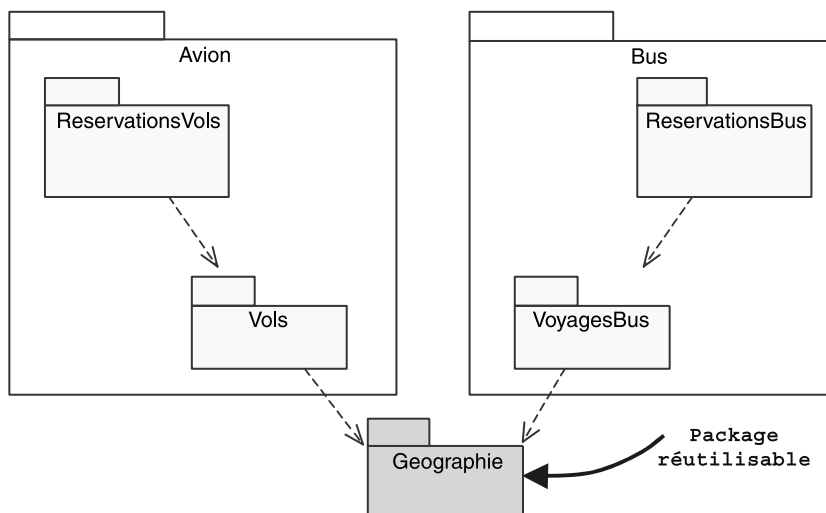 Avion
Bus
ReservationsVols
ReservationsBus
Vols
VoyagesBus
Geographie
Package
réutilisable